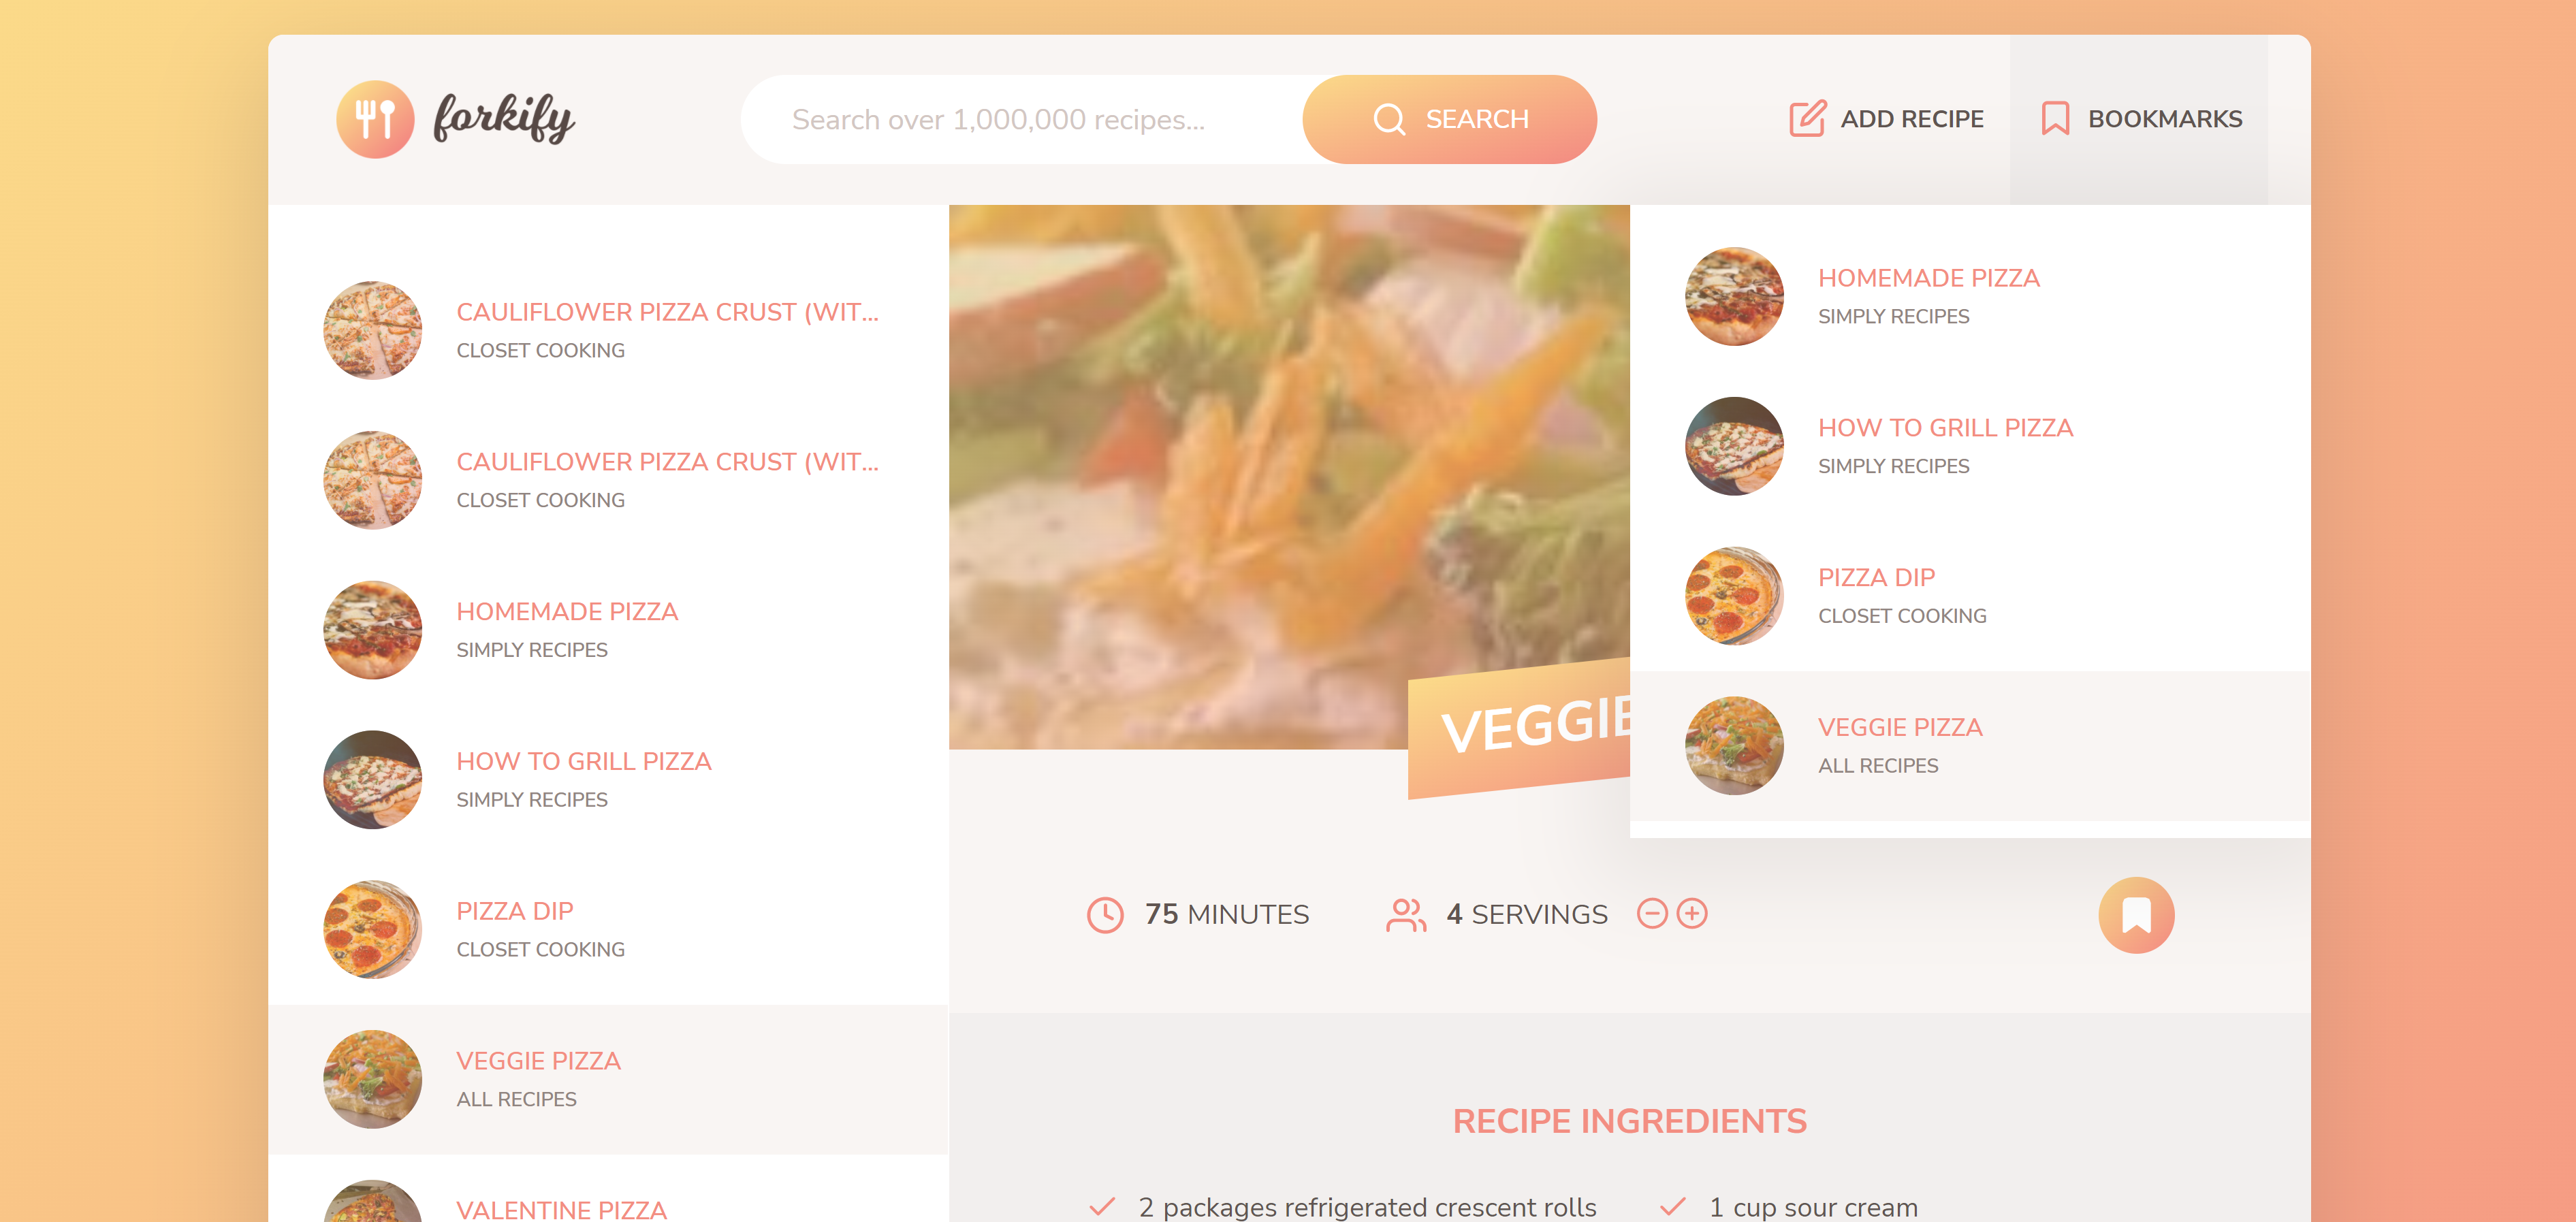 forkify
Search over 1,000,000 recipes...
SEARCH
ADD RECIPE
BOOKMARKS
CAULIFLOWER PIZZA CRUST (WIT...
CLOSET COOKING
CAULIFLOWER PIZZA CRUST (WIT...
CLOSET COOKING
HOMEMADE PIZZA
SIMPLY RECIPES
HOW TO GRILL PIZZA
SIMPLY RECIPES
PIZZA DIP
CLOSET COOKING
VEGGIE PIZZA
ALL RECIPES
VALENTINE PIZZA
VEGGIE
HOMEMADE PIZZA
SIMPLY RECIPES
HOW TO GRILL PIZZA
SIMPLY RECIPES
PIZZA DIP
CLOSET COOKING
VEGGIE PIZZA
ALL RECIPES
75 MINUTES
4 SERVINGS
RECIPE INGREDIENTS
2 packages refrigerated crescent rolls
1 cup sour cream